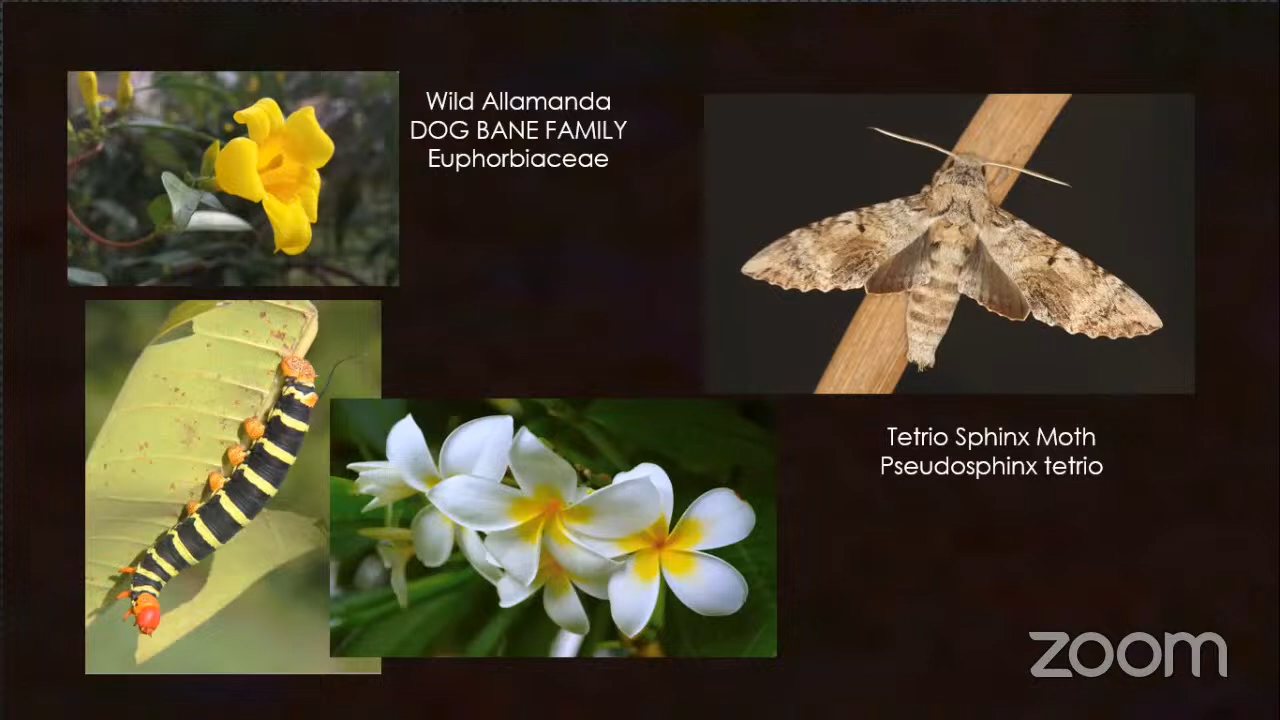 Wild Allamanda
DOG BANE FAMILY
Euphorbiaceae
Tetrio Sphinx Moth
Pseudosphinx tetrio
zoom